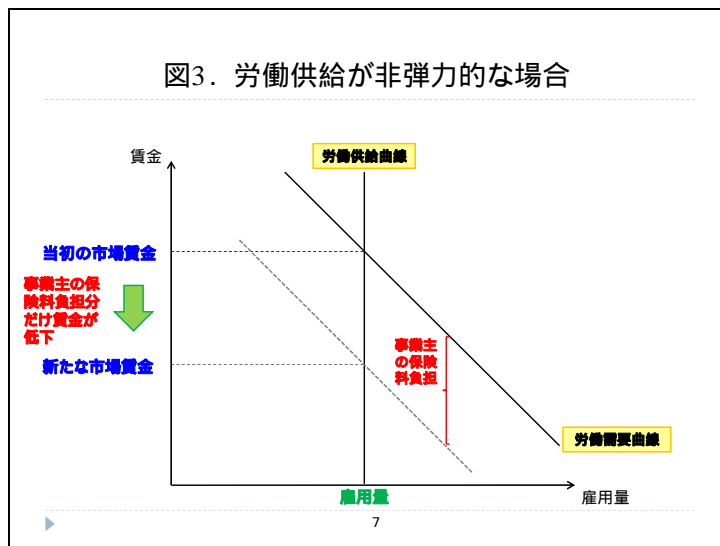 図3．労働供給が非弾力的な場合
賃金
労働供給曲線
当初の市場賃金
事業主の保
険料負担分
だけ賃金が
低下
事業主
の保険
料負担
新たな市場賃金
労働需要曲線
雇用量
雇用量
7